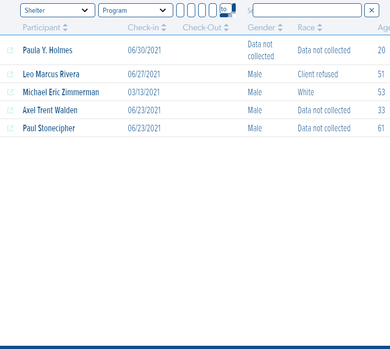 Shelter Program to Se
Participant Check-in Check-Out Gender Race Age
Paula Y. Holmes 06/30/2021 Data not collected Data not collected 20
Leo Marcus Rivera 06/27/2021 Male Client refused 51
Michael Eric Zimmerman 03/13/2021 Male White 53
Axel Trent Walden 06/23/2021 Male Data not collected 33
Paul Stonecipher 06/23/2021 Male Data not collected 61